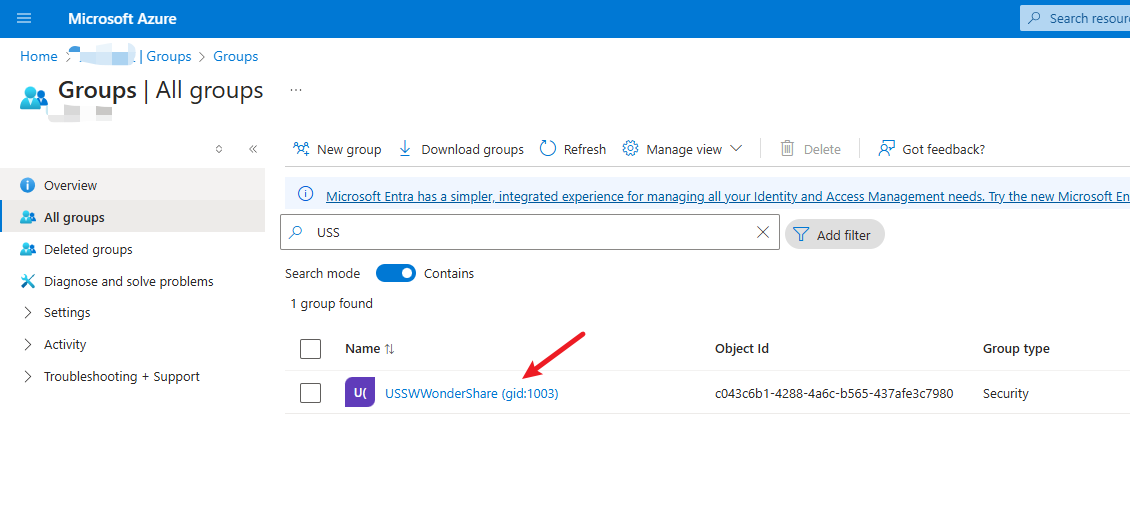 Microsoft Azure
Search resour
Home > | Groups > Groups
Groups | All groups
...
New group
Download groups
Refresh
Manage view
Delete
Got feedback?
Overview
All groups
Deleted groups
Diagnose and solve problems
Settings
Activity
Troubleshooting + Support
Microsoft Entra has a simpler, integrated experience for managing all your Identity and Access Management needs. Try the new Microsoft En
USS
Add filter
Search mode
Contains
1 group found
Name
Object Id
Group type
U(
USSWWonderShare (gid:1003)
c043c6b1-4288-4a6c-b565-437afe3c7980
Security